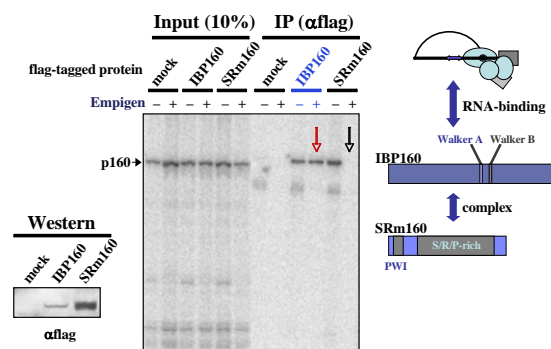 Input (10%) IP (αflag)
flag-tagged protein mock IBP160 SRm160 mock IBP160 SRm160
Empigen – + – + – + – + – + – +
p160
RNA-binding
Walker A Walker B
IBP160
complex
SRm160
S/R/P-rich
PWI
Western
mock IBP160 SRm160
αflag